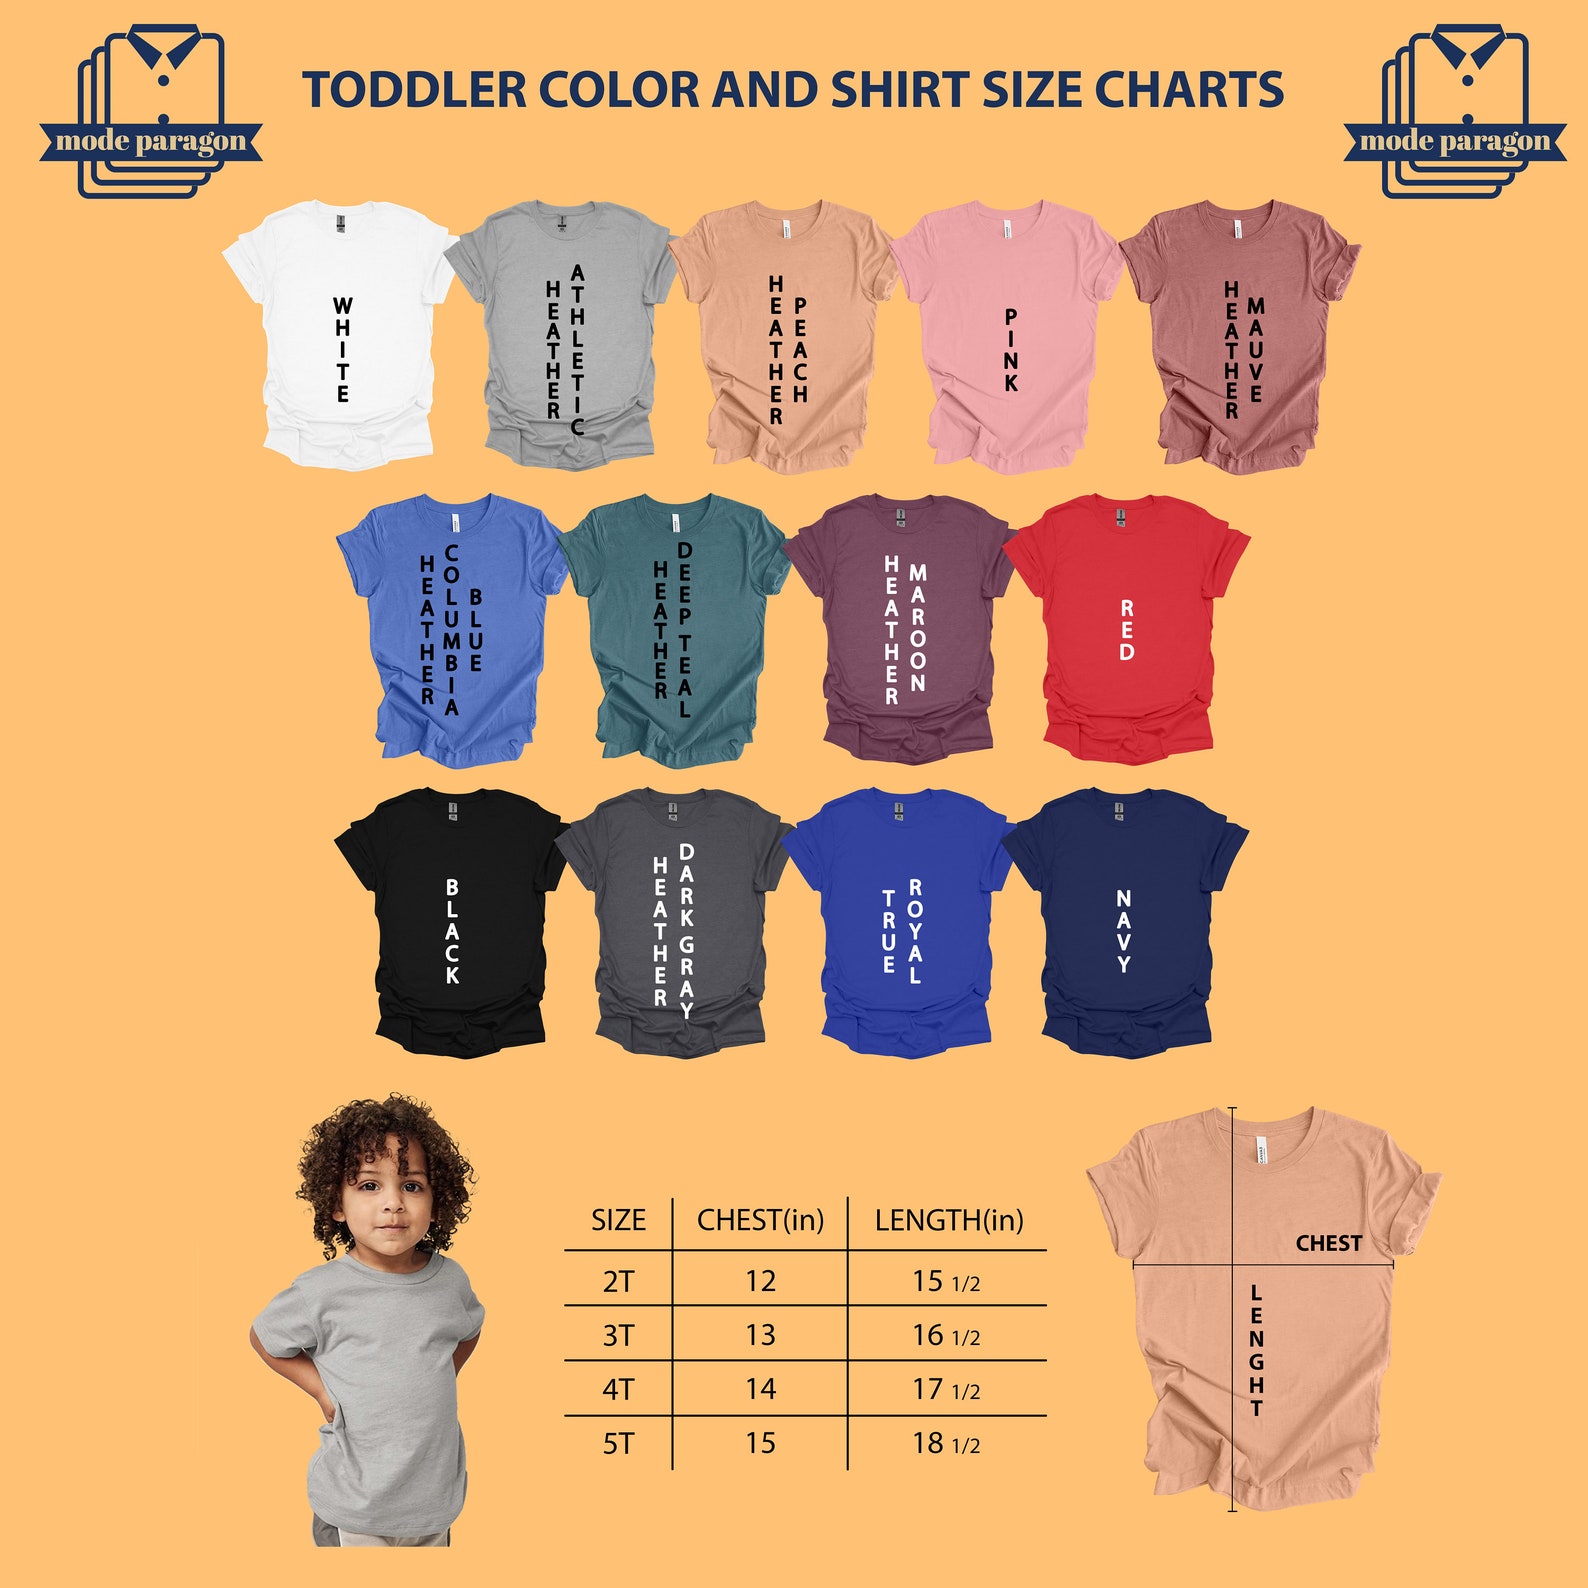 mode paragon
TODDLER COLOR AND SHIRT SIZE CHARTS
mode paragon
WHITE
HEATHER
ATHLETIC
HEATHER
PEACH
PINK
HEATHER
MAUVE
HEATHER
COLUMBIA
BLUE
HEATHER
DEEP TEAL
HEATHER
MAROON
RED
BLACK
HEATHER
DARK GRAY
TRUE
ROYAL
NAVY
SIZE CHEST(in) LENGTH(in)
2T 12 15 1/2
3T 13 16 1/2
4T 14 17 1/2
5T 15 18 1/2
CHEST
LENGHT